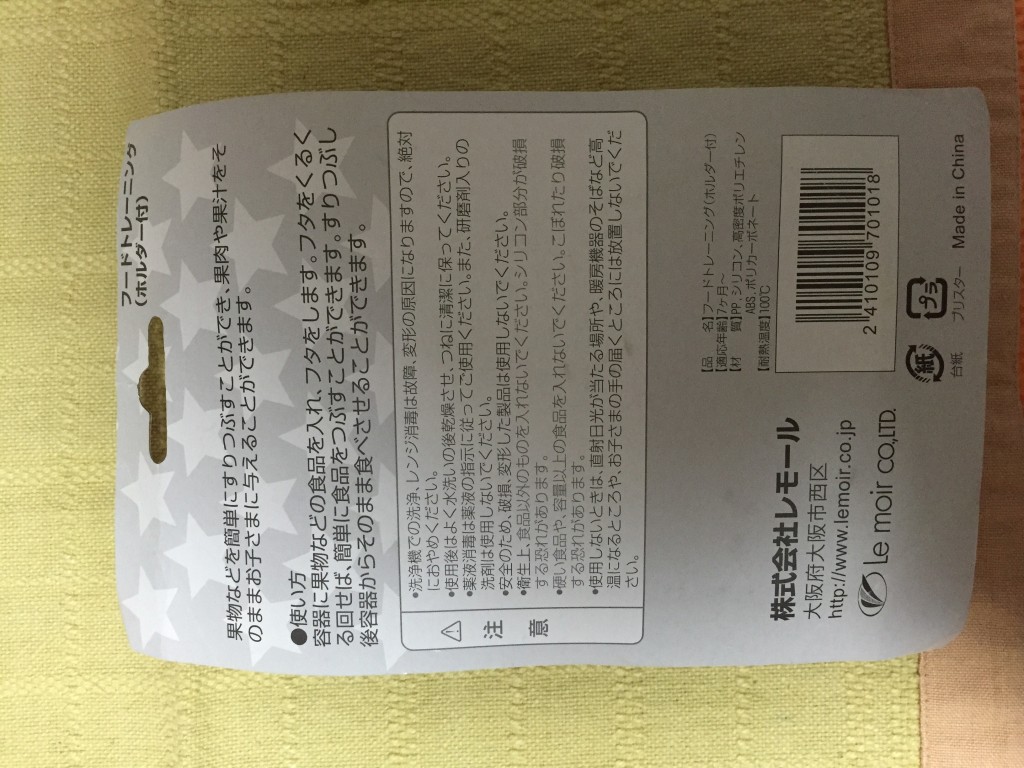 フードトレーニング
(ホルダー付)
果物などを簡単にすりつぶすことができ、果肉や果汁をそ
のままお子さまに与えることができます。
●使い方
容器に果物などの食品を入れ、フタをします。フタをくるく
る回せば、簡単に食品をつぶすことができます。すりつぶし
後容器からそのまま食べさせることができます。
注意
•洗浄機での洗浄、レンジ消毒は故障、変形の原因になりますので、絶対
におやめください。
•使用後はよく水洗いの後乾燥させ、つねに清潔に保ってください。
•薬液消毒は薬液の指示に従ってご使用ください。また、研磨剤入りの
洗剤は使用しないでください。
•安全のため、破損、変形した製品は使用しないでください。
•衛生上、食品以外のものを入れないでください。シリコン部分が破損
する恐れがあります。
•硬い食品や、容量以上の食品を入れないでください。こぼれたり破損
する恐れがあります。
•使用しないときは、直射日光が当たる場所や、暖房機器のそばなど高
温になるところや、お子さまの手の届くところには放置しないでくだ
さい。
株式会社レモール
大阪府大阪市西区
http://www.lemoir.co.jp
Le moir CO.,LTD.
【品　　名】フードトレーニング(ホルダー付)
【適応年齢】7ヶ月〜
【材　　質】PP、シリコン、高密度ポリエチレン
ABS、ポリカーボネート
【耐熱温度】100℃
2 410109 701018
紙
台紙
プラ
ブリスター
Made in China